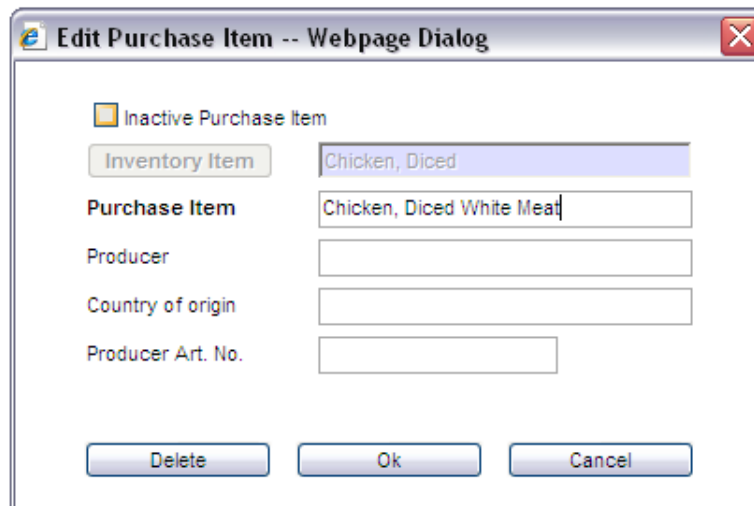 Edit Purchase Item -- Webpage Dialog
Inactive Purchase Item
Inventory Item Chicken, Diced
Purchase Item Chicken, Diced White Meat
Producer
Country of origin
Producer Art. No.
Delete Ok Cancel